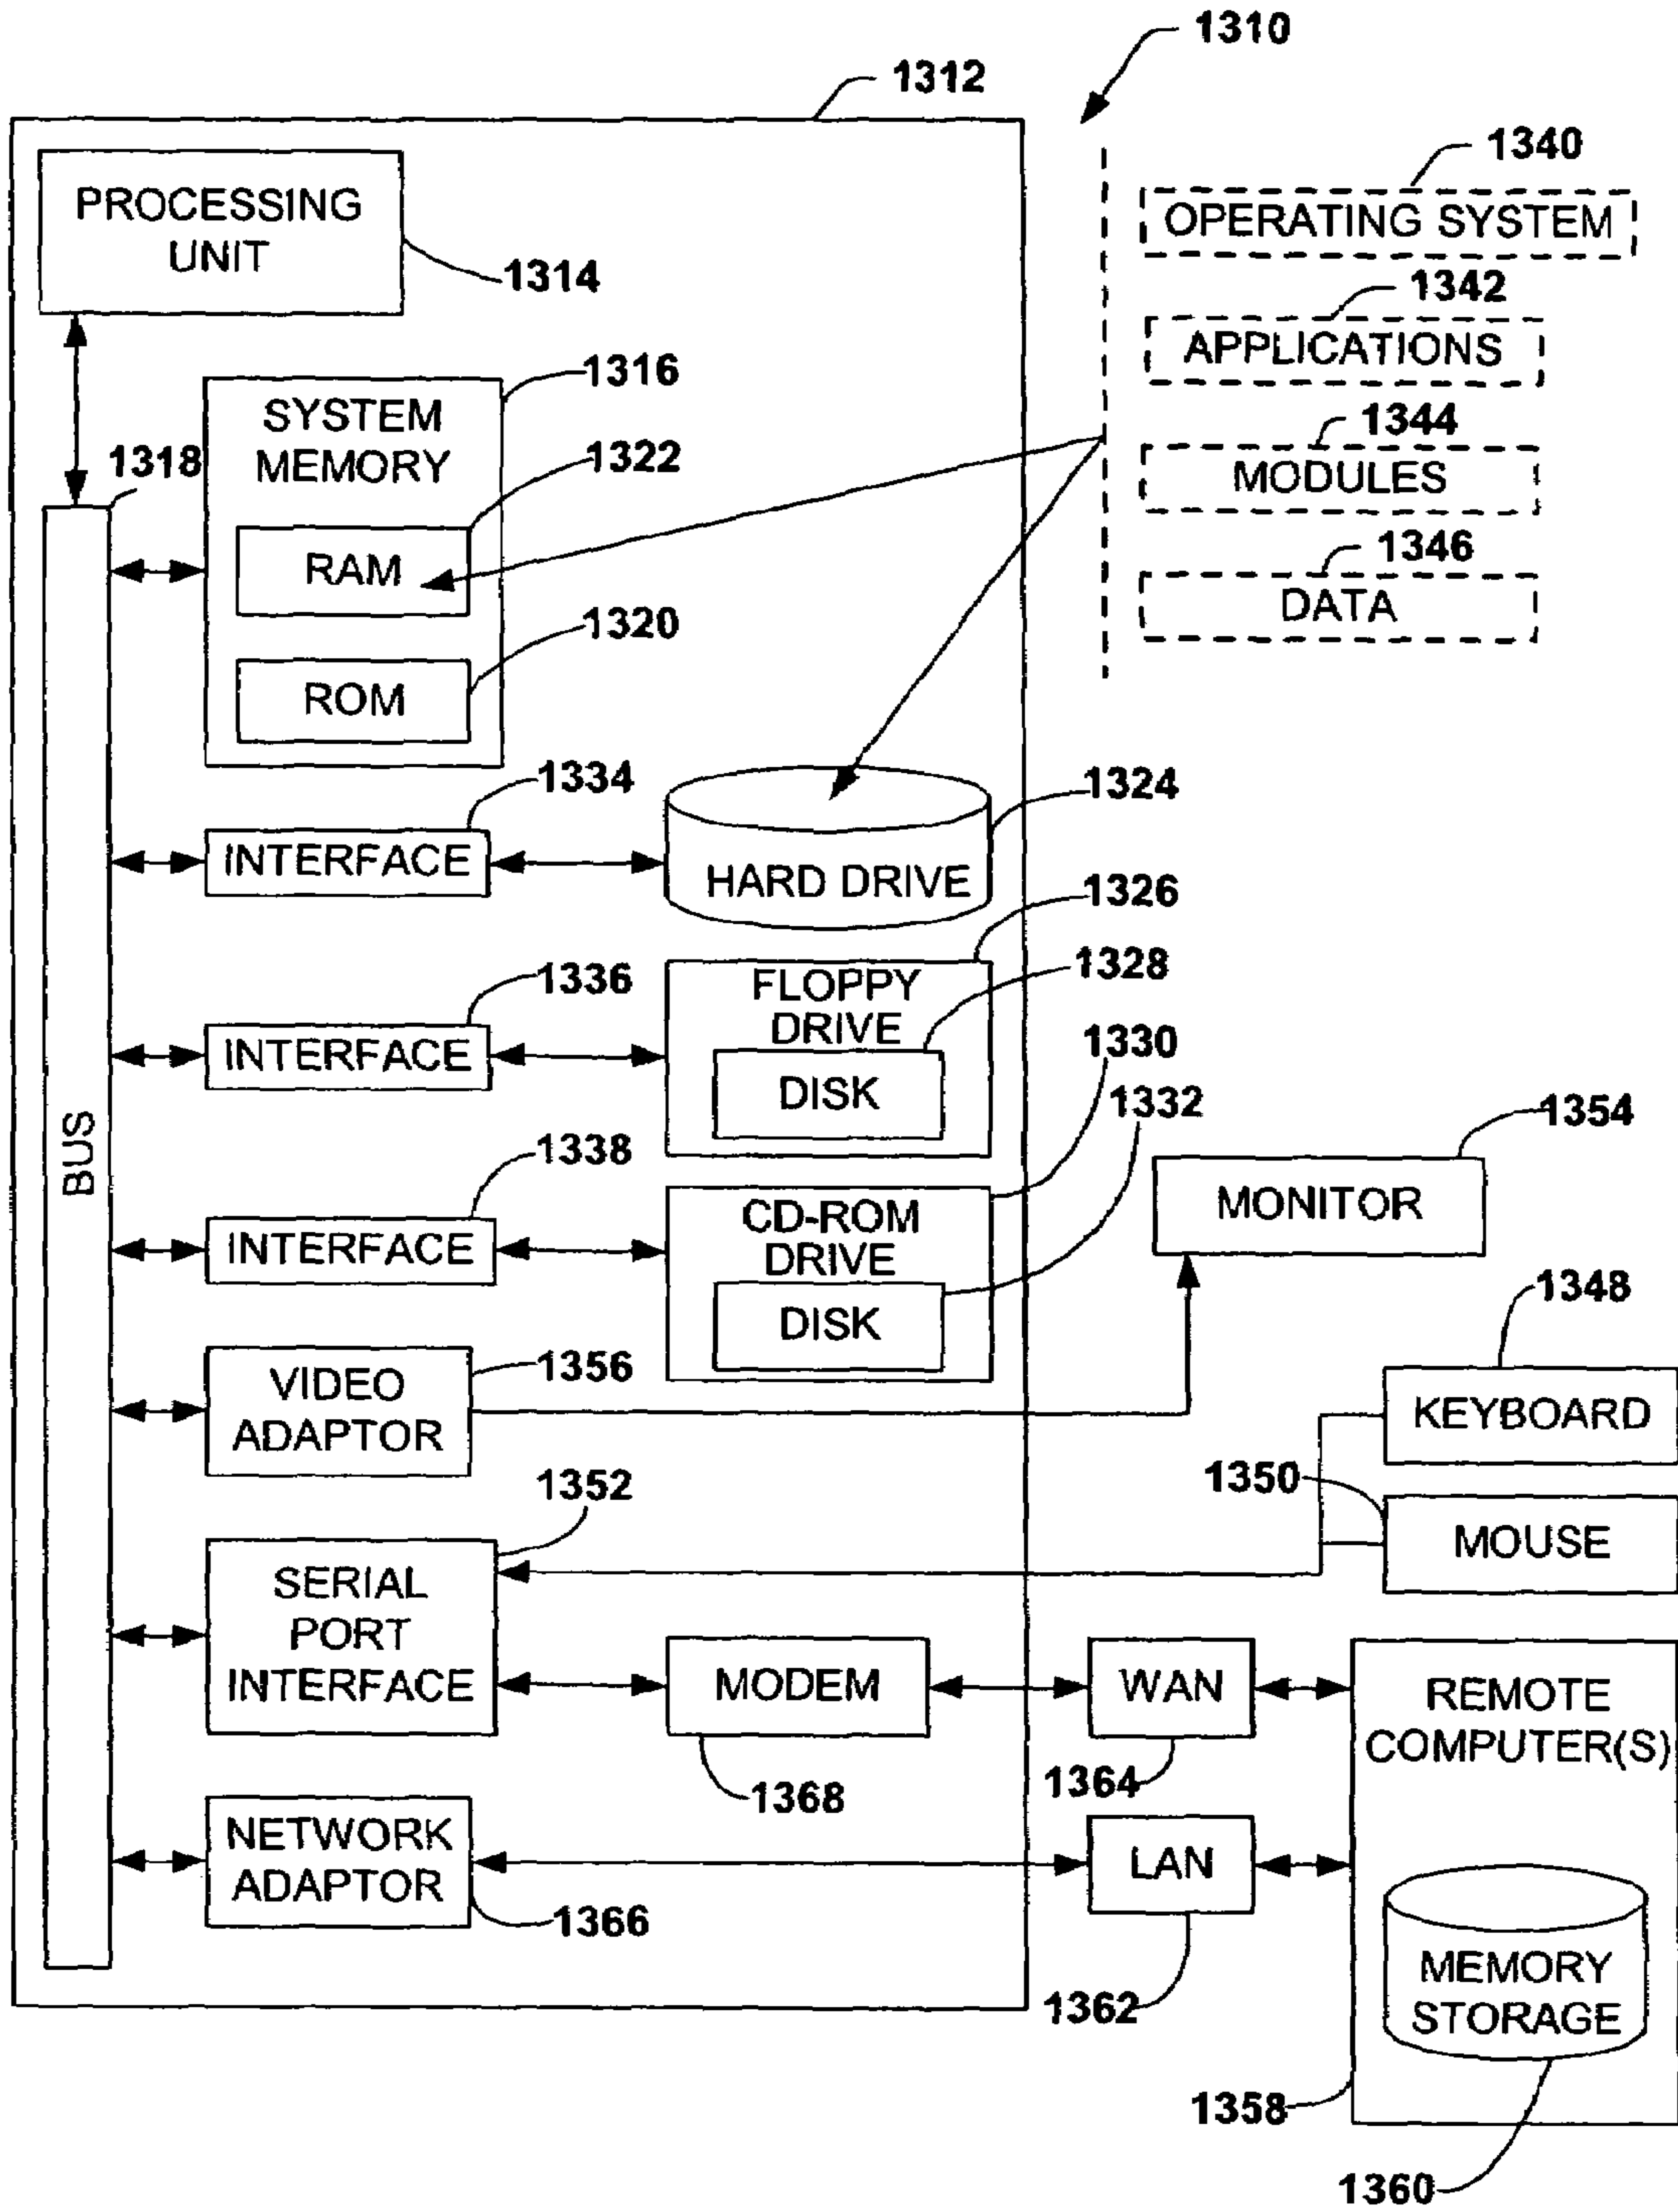 1310
1312
1340
PROCESSING
UNIT
OPERATING SYSTEM
1314
1342
APPLICATIONS
1316
SYSTEM
MEMORY
1344
1318
1322
MODULES
RAM
1346
DATA
1320
ROM
1334
1324
INTERFACE
HARD DRIVE
1326
1336
FLOPPY
DRIVE
1328
INTERFACE
1330
DISK
1332
1354
BUS
1338
MONITOR
INTERFACE
CD-ROM
DRIVE
DISK
1348
1356
VIDEO
ADAPTOR
KEYBOARD
1350
1352
MOUSE
SERIAL
PORT
INTERFACE
MODEM
WAN
REMOTE
COMPUTER(S)
1368
1364
NETWORK
ADAPTOR
LAN
1366
1362
MEMORY
STORAGE
1358
1360